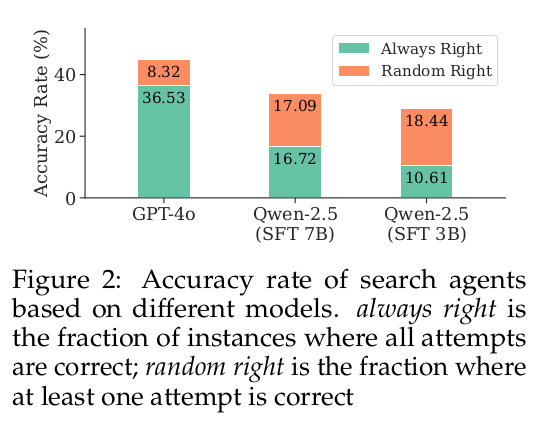 Accuracy Rate (%)
40
20
0
Always Right
Random Right
8.32
36.53
17.09
16.72
18.44
10.61
GPT-4o
Qwen-2.5
(SFT 7B)
Qwen-2.5
(SFT 3B)
Figure 2: Accuracy rate of search agents
based on different models. always right is
the fraction of instances where all attempts
are correct; random right is the fraction where
at least one attempt is correct